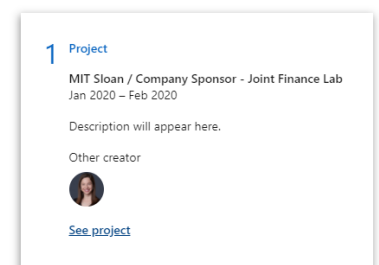 1 Project
MIT Sloan / Company Sponsor - Joint Finance Lab
Jan 2020 – Feb 2020
Description will appear here.
Other creator
See project